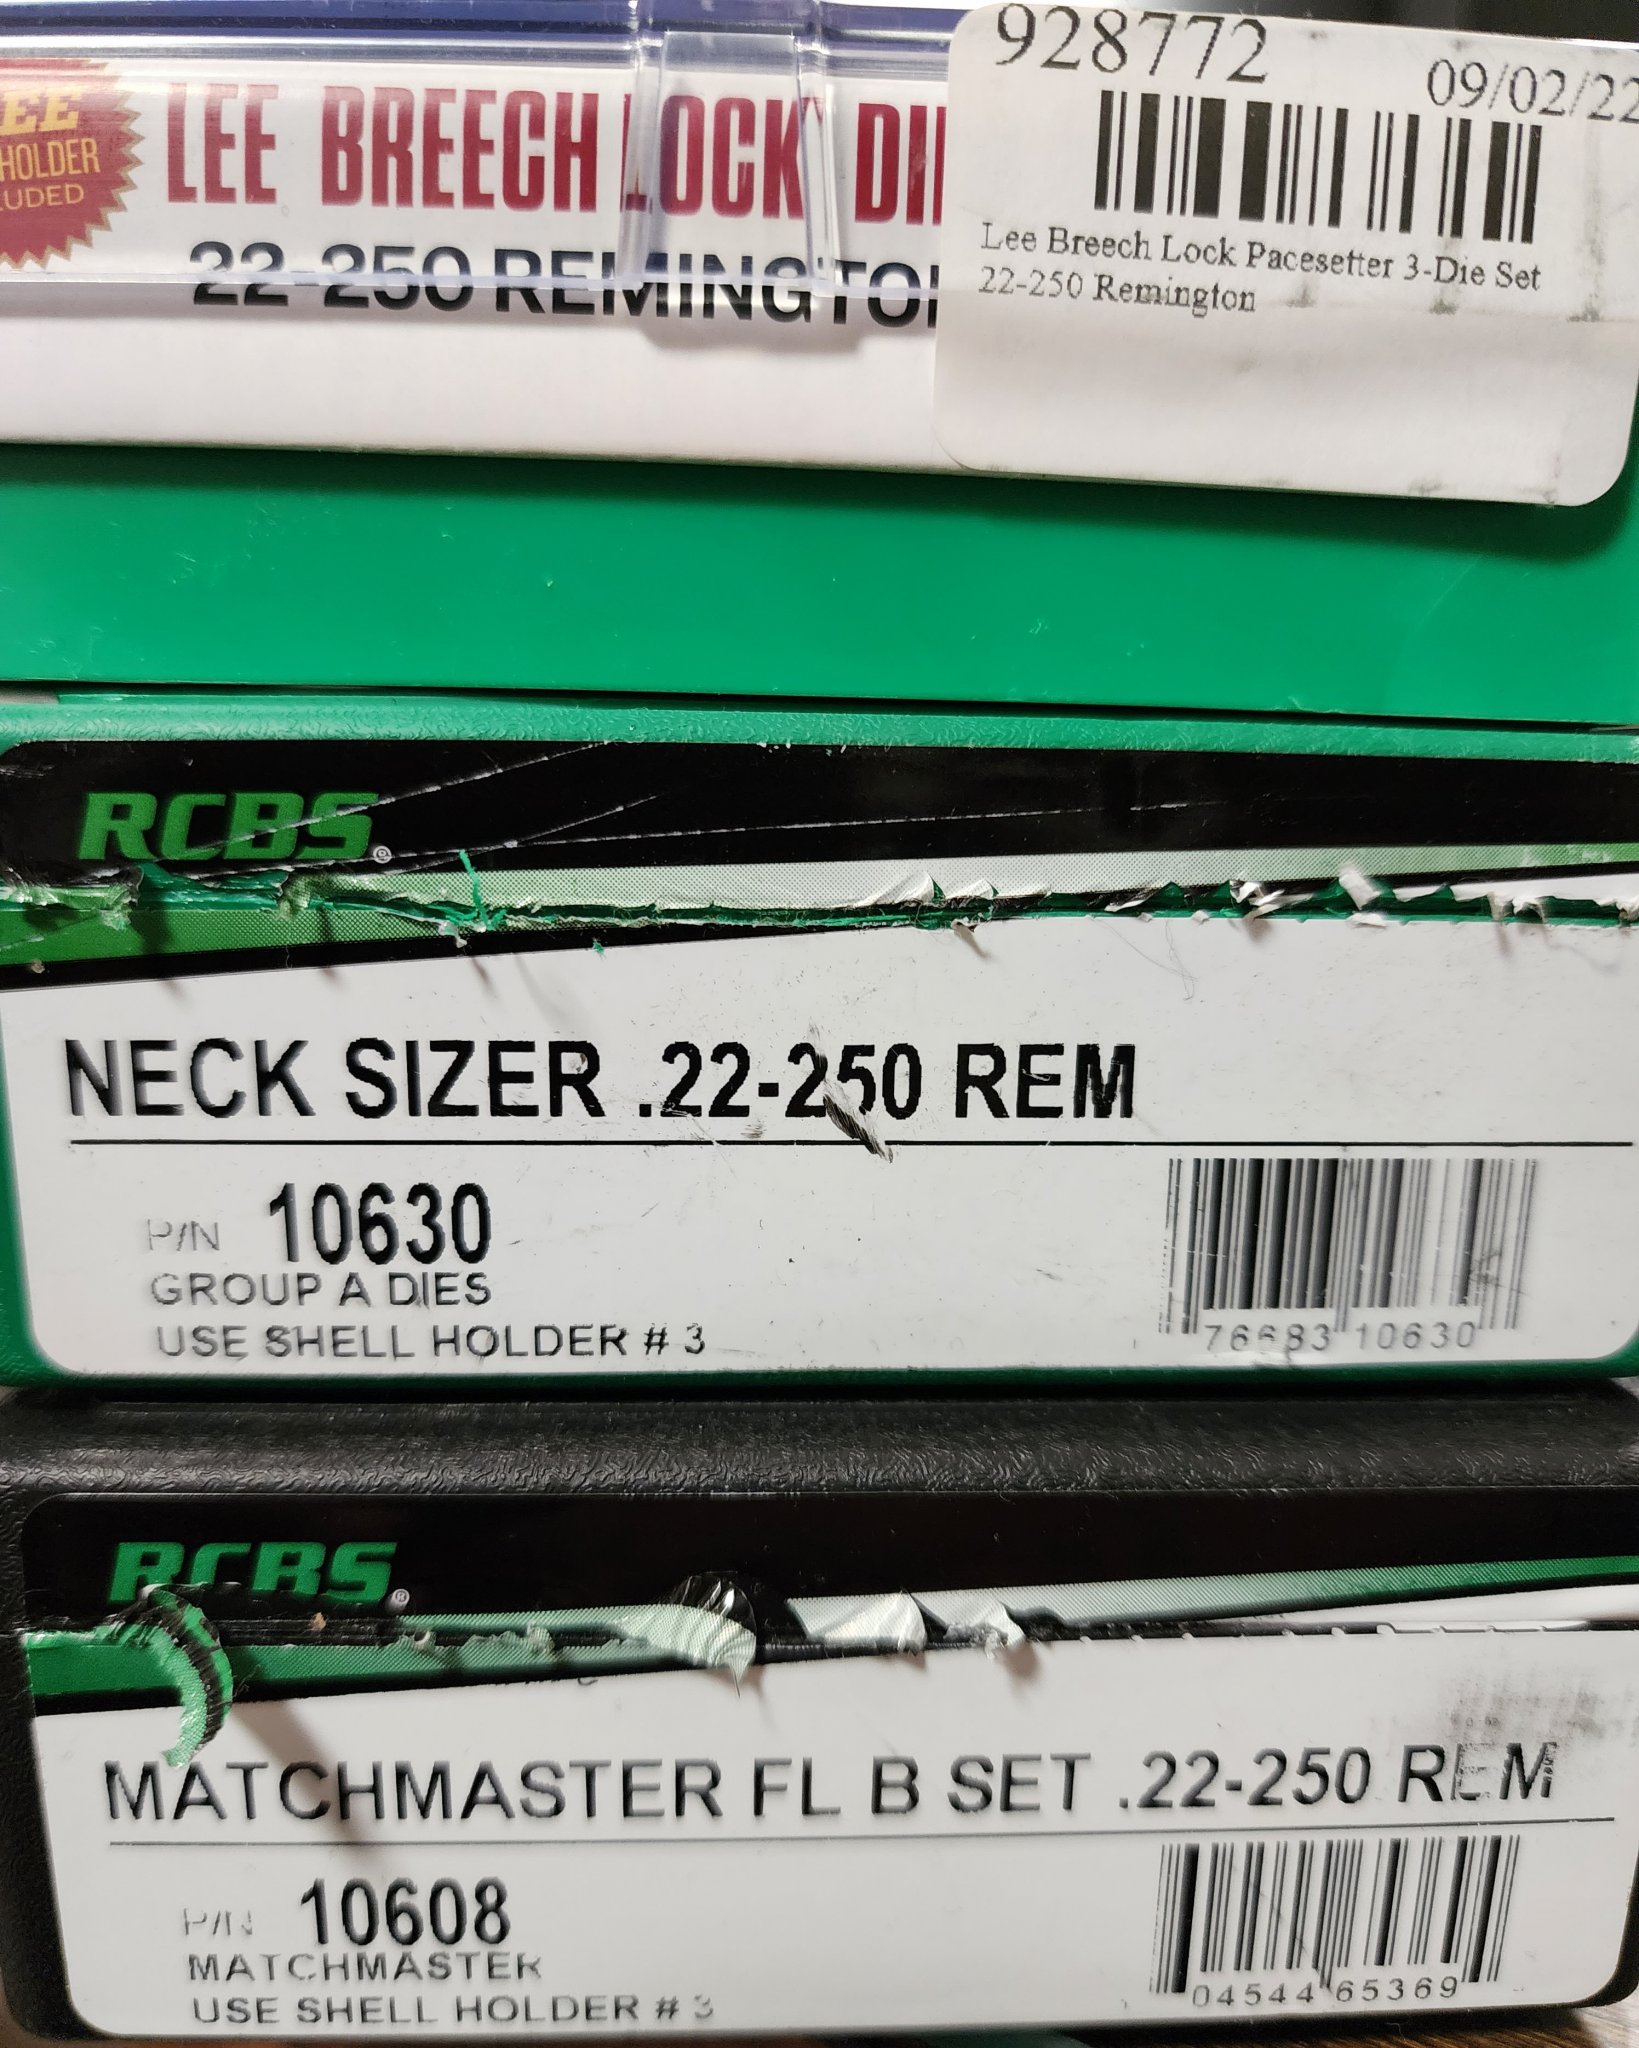 928772
09/02/22
LEE BREECH LOCK
HOLDER
22-250
Lee Breech Lock Pacesetter 3-Die Set
22-250 Remington
RCBS®
NECK SIZER .22-250 REM
P/N 10630
GROUP A DIES
USE SHELL HOLDER # 3
76683 10630
RCBS®
MATCHMASTER FL B SET .22-250 REM
P/N 10608
MATCHMASTER
USE SHELL HOLDER # 3
04544 65369